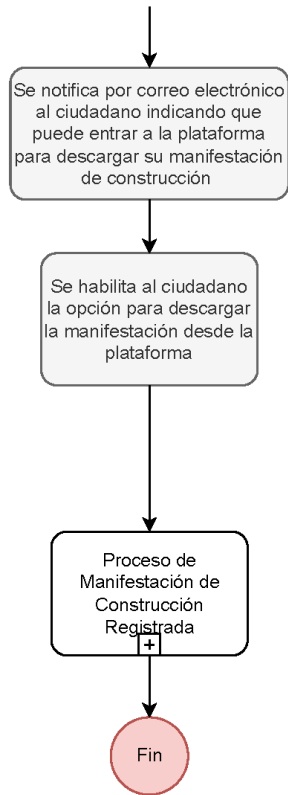 Se notifica por correo electrónico
al ciudadano indicando que
puede entrar a la plataforma
para descargar su manifestación
de construcción
Se habilita al ciudadano
la opción para descargar
la manifestación desde la
plataforma
Proceso de
Manifestación de
Construcción
Registrada
Fin